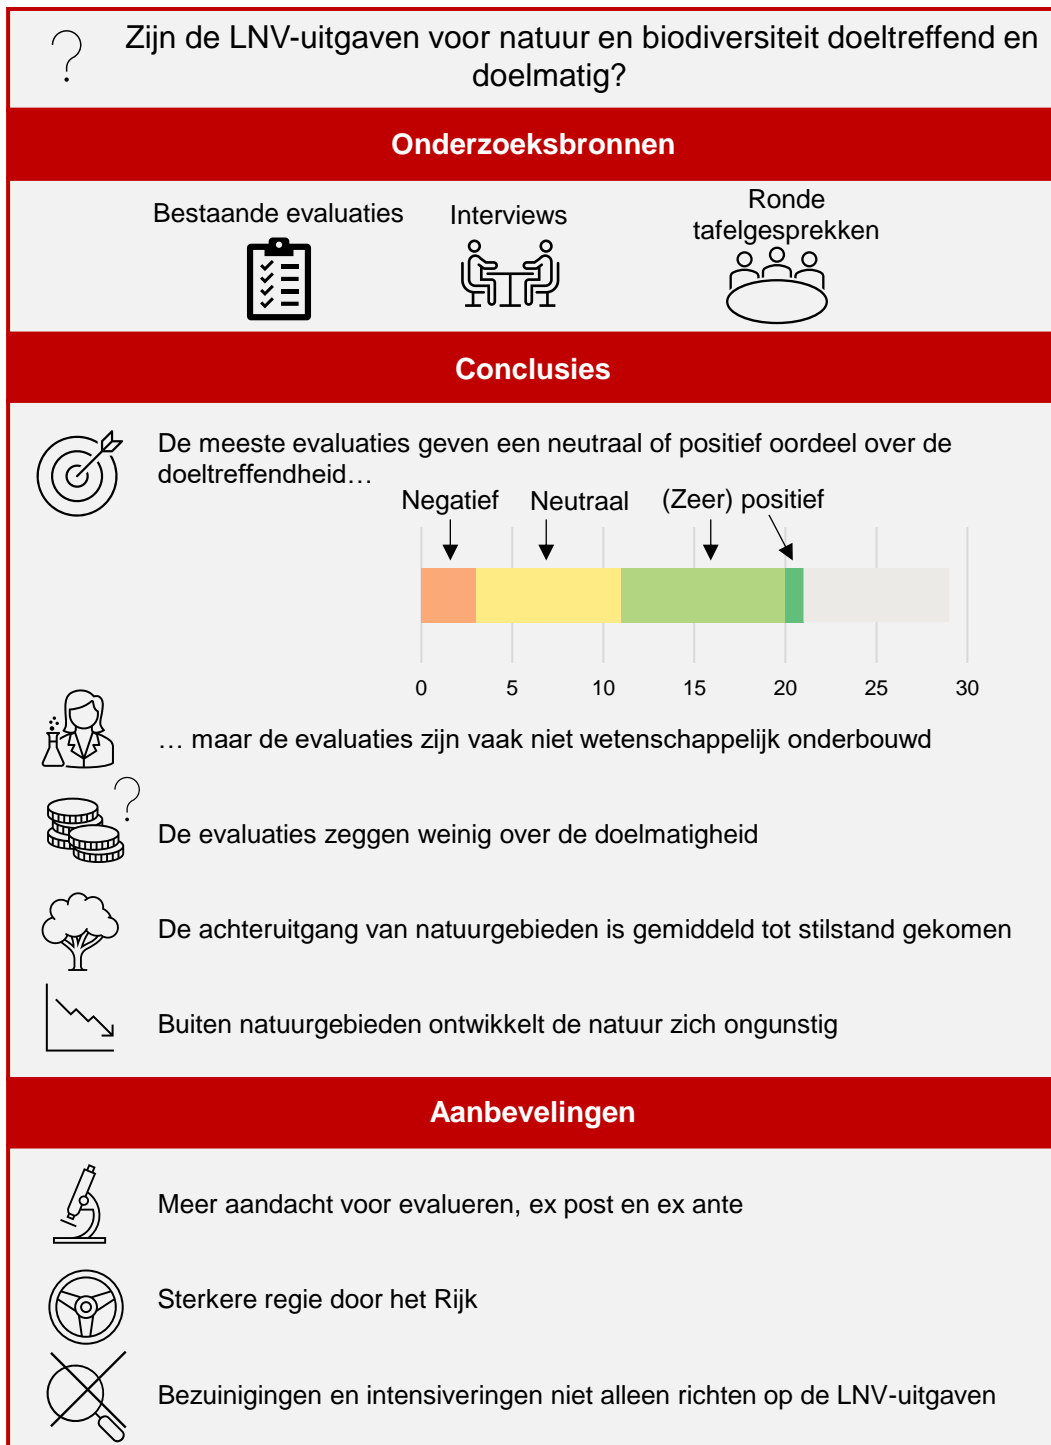 Zijn de LNV-uitgaven voor natuur en biodiversiteit doeltreffend en
doelmatig?
Onderzoeksbronnen
Bestaande evaluaties
Interviews
Ronde
tafelgesprekken
Conclusies
De meeste evaluaties geven een neutraal of positief oordeel over de
doeltreffendheid…
Negatief Neutraal (Zeer) positief
0 5 10 15 20 25 30
… maar de evaluaties zijn vaak niet wetenschappelijk onderbouwd
De evaluaties zeggen weinig over de doelmatigheid
De achteruitgang van natuurgebieden is gemiddeld tot stilstand gekomen
Buiten natuurgebieden ontwikkelt de natuur zich ongunstig
Aanbevelingen
Meer aandacht voor evalueren, ex post en ex ante
Sterkere regie door het Rijk
Bezuinigingen en intensiveringen niet alleen richten op de LNV-uitgaven